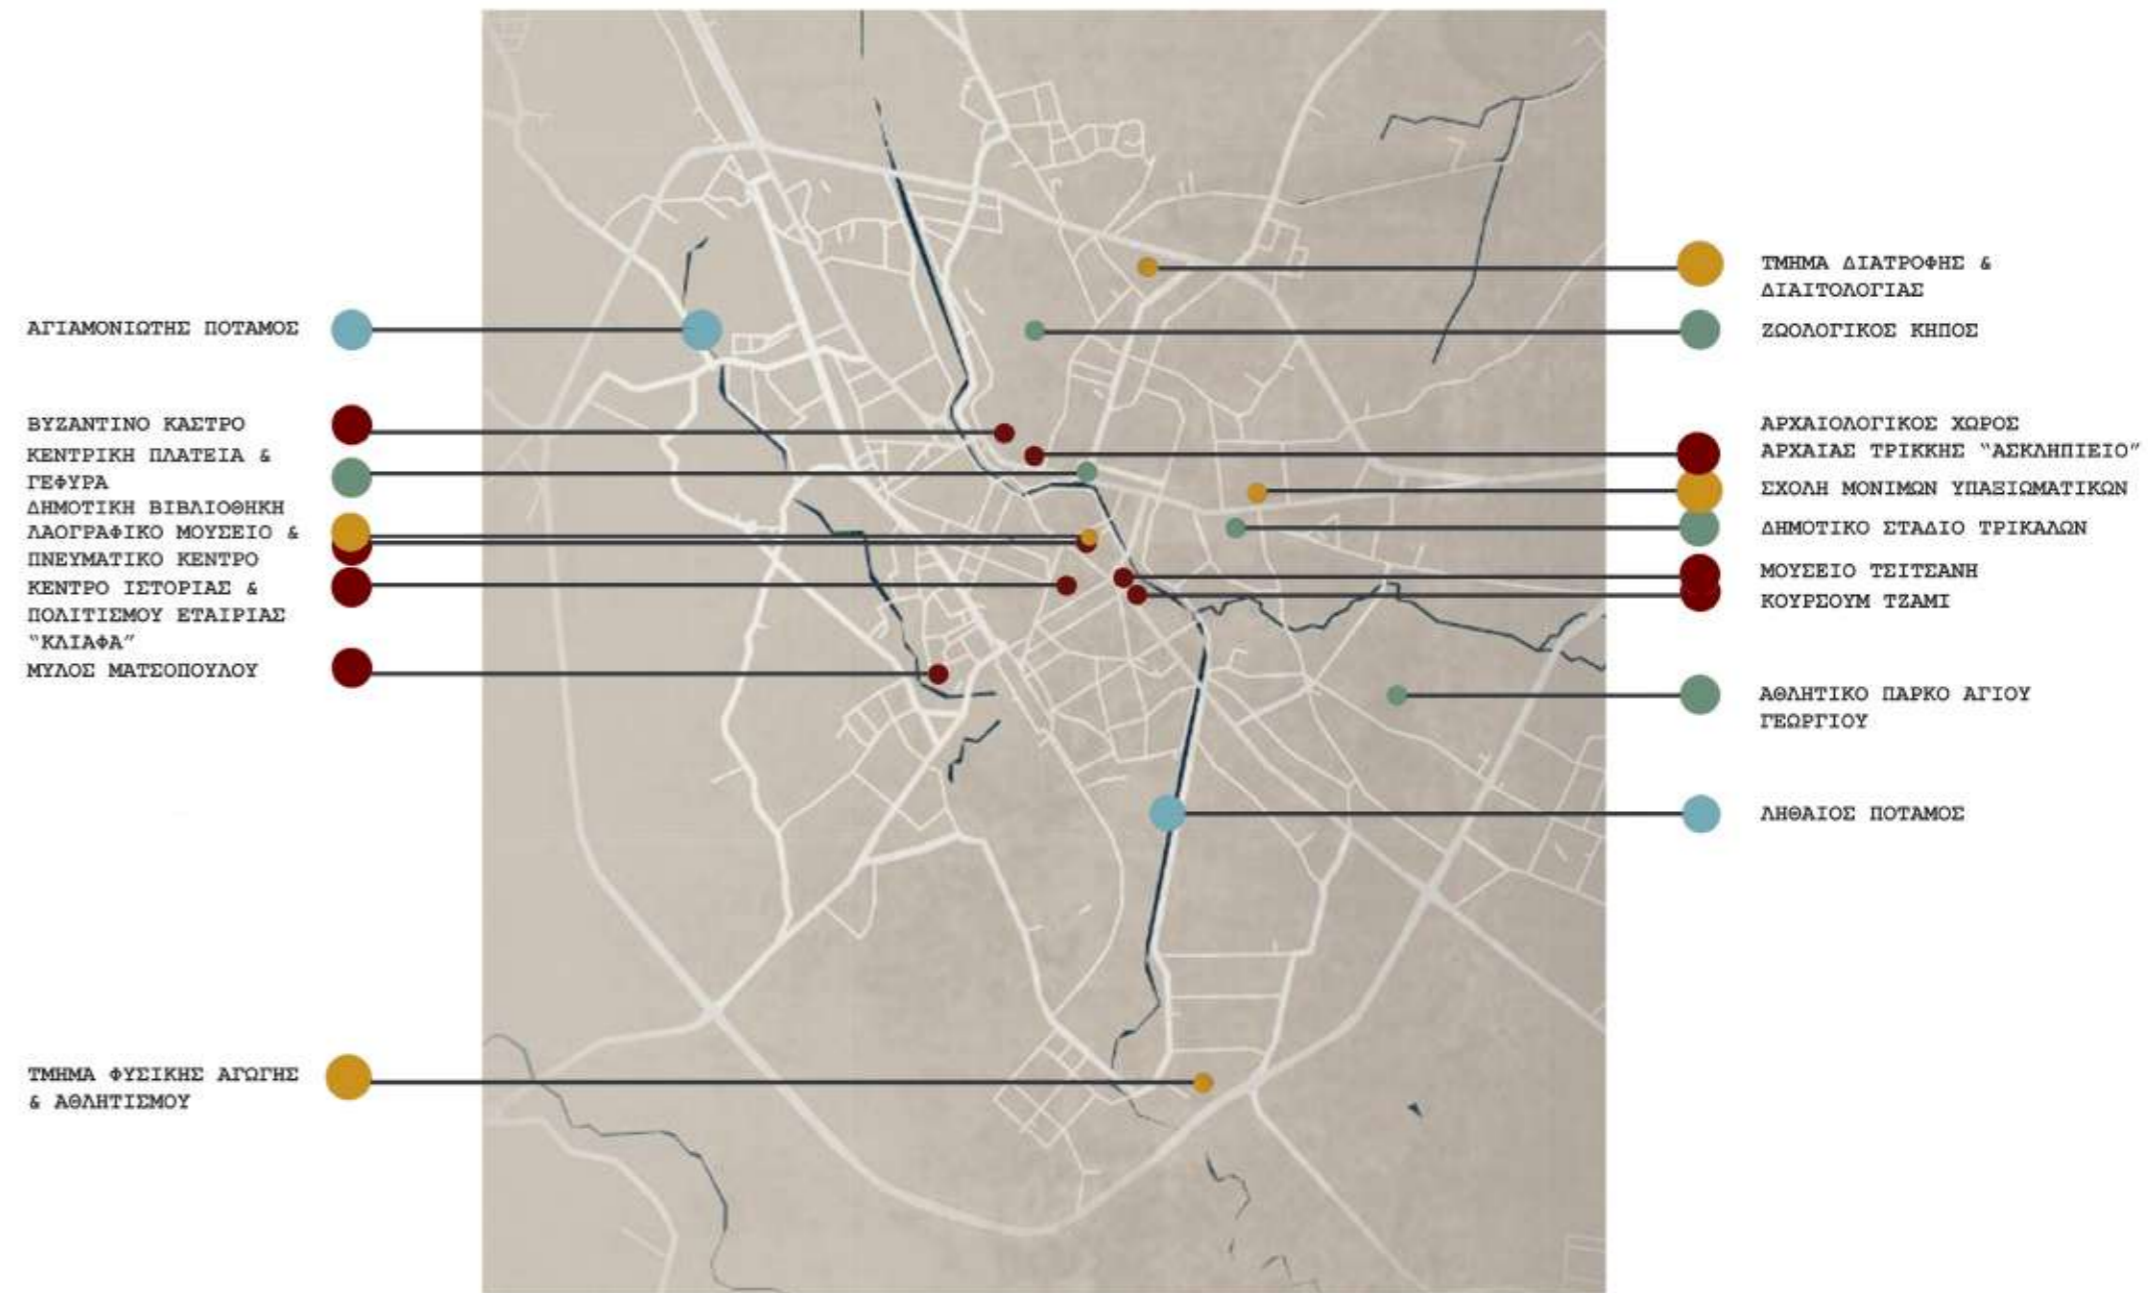 ΑΓΙΑΜΟΝΙΩΤΗΣ ΠΟΤΑΜΟΣ
ΒΥΖΑΝΤΙΝΟ ΚΑΣΤΡΟ
ΚΕΝΤΡΙΚΗ ΠΛΑΤΕΙΑ &
ΓΕΦΥΡΑ
ΔΗΜΟΤΙΚΗ ΒΙΒΛΙΟΘΗΚΗ
ΛΑΟΓΡΑΦΙΚΟ ΜΟΥΣΕΙΟ &
ΠΝΕΥΜΑΤΙΚΟ ΚΕΝΤΡΟ
ΚΕΝΤΡΟ ΙΣΤΟΡΙΑΣ &
ΠΟΛΙΤΙΣΜΟΥ ΕΤΑΙΡΙΑΣ
“ΚΛΙΑΦΑ”
ΜΥΛΟΣ ΜΑΤΣΟΠΟΥΛΟΥ
ΤΜΗΜΑ ΦΥΣΙΚΗΣ ΑΓΩΓΗΣ
& ΑΘΛΗΤΙΣΜΟΥ
ΤΜΗΜΑ ΔΙΑΤΡΟΦΗΣ &
ΔΙΑΙΤΟΛΟΓΙΑΣ
ΖΩΟΛΟΓΙΚΟΣ ΚΗΠΟΣ
ΑΡΧΑΙΟΛΟΓΙΚΟΣ ΧΩΡΟΣ
ΑΡΧΑΙΑΣ ΤΡΙΚΚΗΣ “ΑΣΚΛΗΠΙΕΙΟ”
ΣΧΟΛΗ ΜΟΝΙΜΩΝ ΥΠΑΞΙΩΜΑΤΙΚΩΝ
ΔΗΜΟΤΙΚΟ ΣΤΑΔΙΟ ΤΡΙΚΑΛΩΝ
ΜΟΥΣΕΙΟ ΤΣΙΤΣΑΝΗ
ΚΟΥΡΣΟΥΜ ΤΖΑΜΙ
ΑΘΛΗΤΙΚΟ ΠΑΡΚΟ ΑΓΙΟΥ
ΓΕΩΡΓΙΟΥ
ΛΗΘΑΙΟΣ ΠΟΤΑΜΟΣ